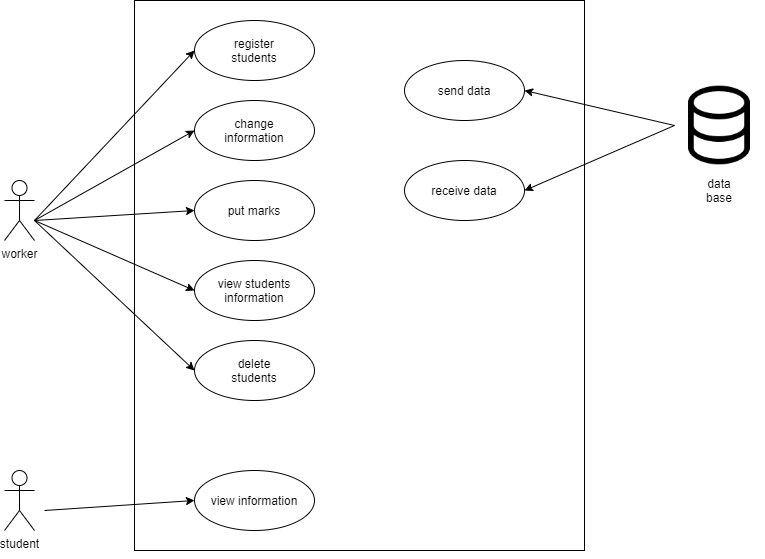 register
students
change
information
put marks
view students
information
delete
students
view information
send data
receive data
worker
student
data
base